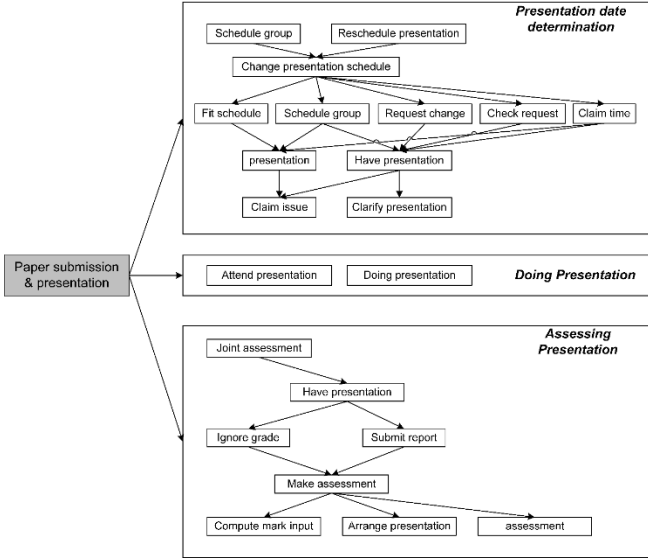 Presentation date
determination
Schedule group
Reschedule presentation
Change presentation schedule
Fit schedule
Schedule group
Request change
Check request
Claim time
presentation
Have presentation
Claim issue
Clarify presentation
Paper submission
& presentation
Attend presentation
Doing presentation
Doing Presentation
Assessing
Presentation
Joint assessment
Have presentation
Ignore grade
Submit report
Make assessment
Compute mark input
Arrange presentation
assessment